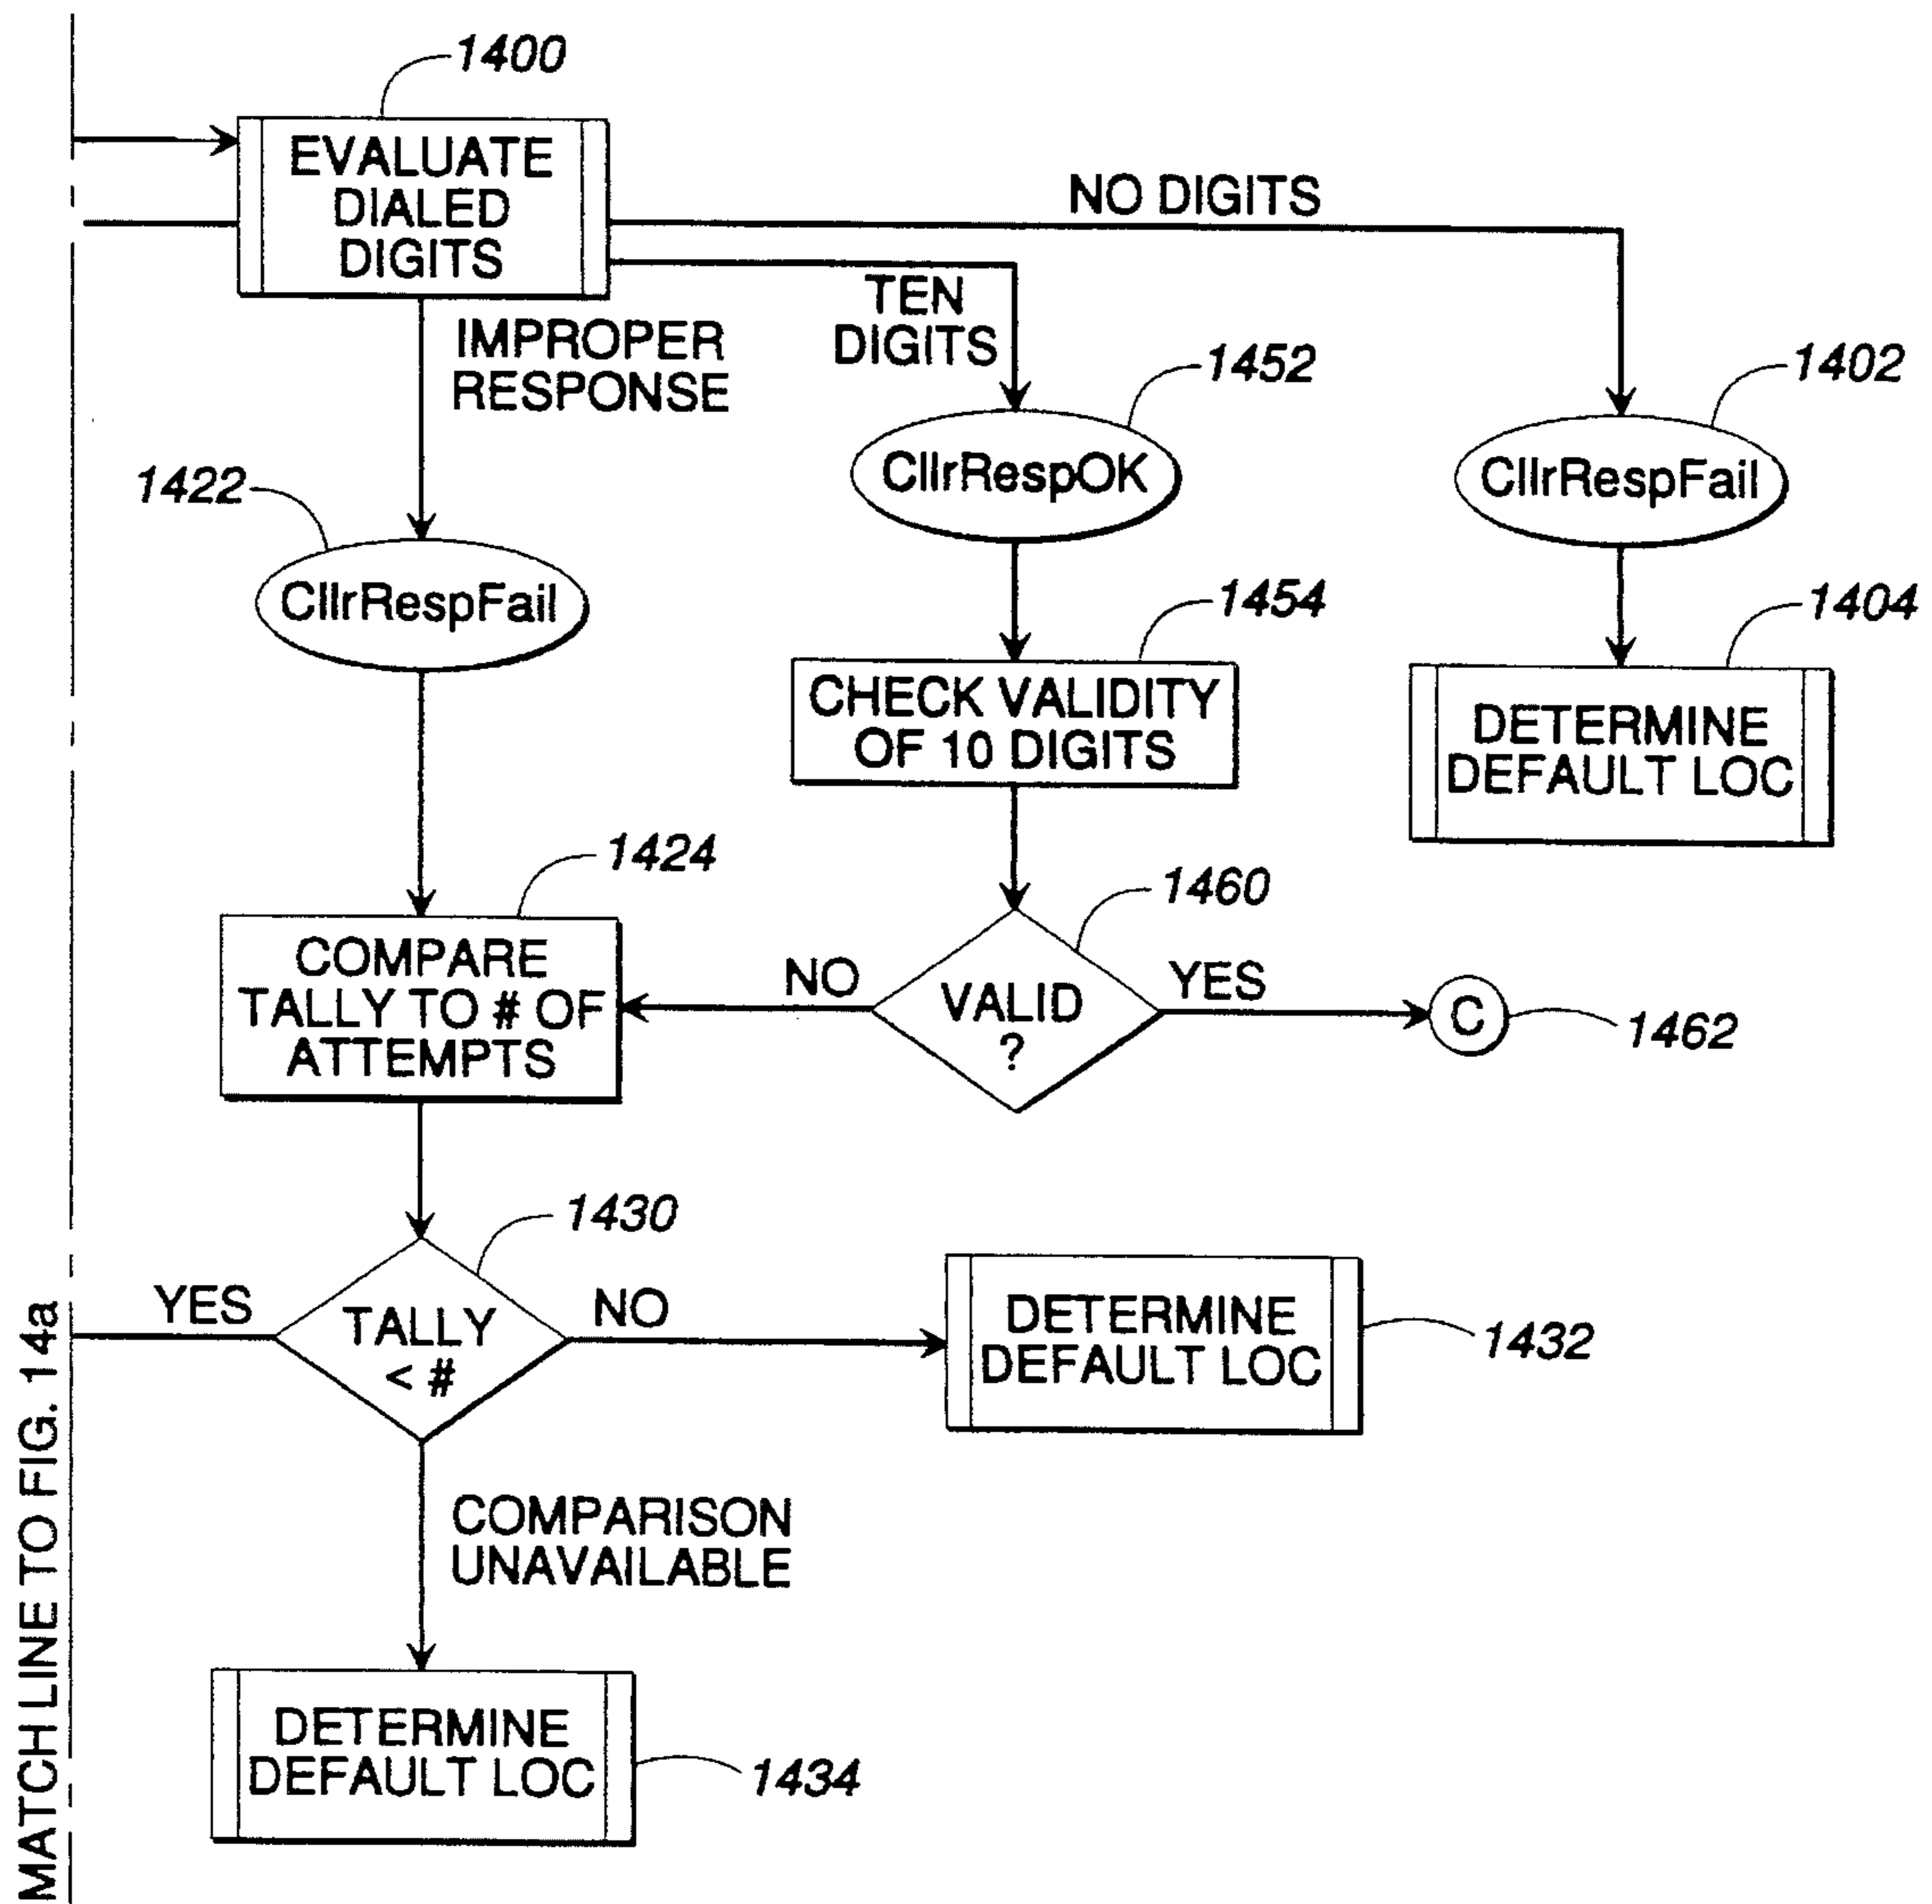 1400
EVALUATE
DIALED
DIGITS
NO DIGITS
IMPROPER
RESPONSE
TEN
DIGITS
1452
1402
CllrRespOK
CllrRespFail
1422
CllrRespFail
1454
1404
CHECK VALIDITY
OF 10 DIGITS
DETERMINE
DEFAULT LOC
1424
1460
COMPARE
TALLY TO # OF
ATTEMPTS
NO
VALID
?
YES
C
1462
1430
YES
TALLY
< #
NO
DETERMINE
DEFAULT LOC
1432
COMPARISON
UNAVAILABLE
DETERMINE
DEFAULT LOC
1434
MATCH LINE TO FIG. 14a